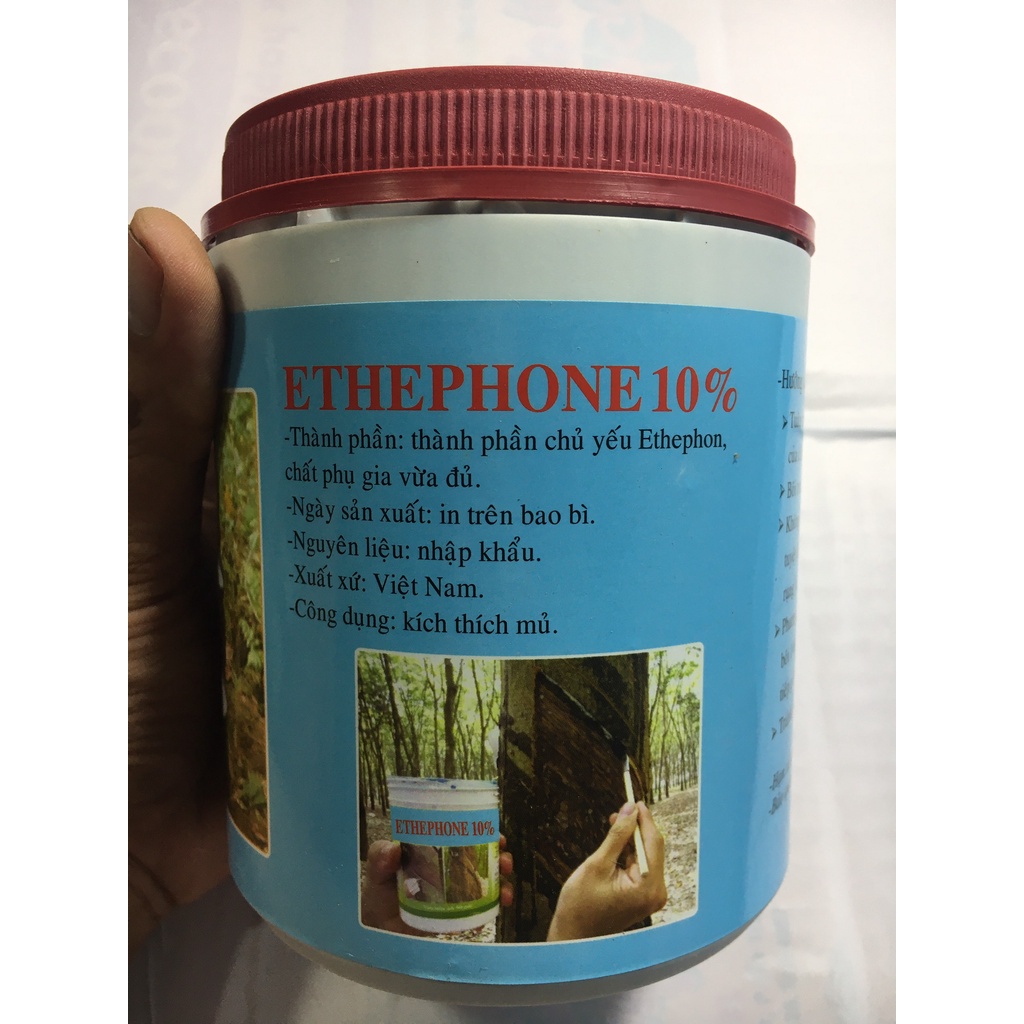 ETHEPHONE 10%
-Thành phần: thành phần chủ yếu Ethephon,
chất phụ gia vừa đủ.
-Ngày sản xuất: in trên bao bì.
-Nguyên liệu: nhập khẩu.
-Xuất xứ: Việt Nam.
-Công dụng: kích thích mủ.
ETHEPHONE 10%